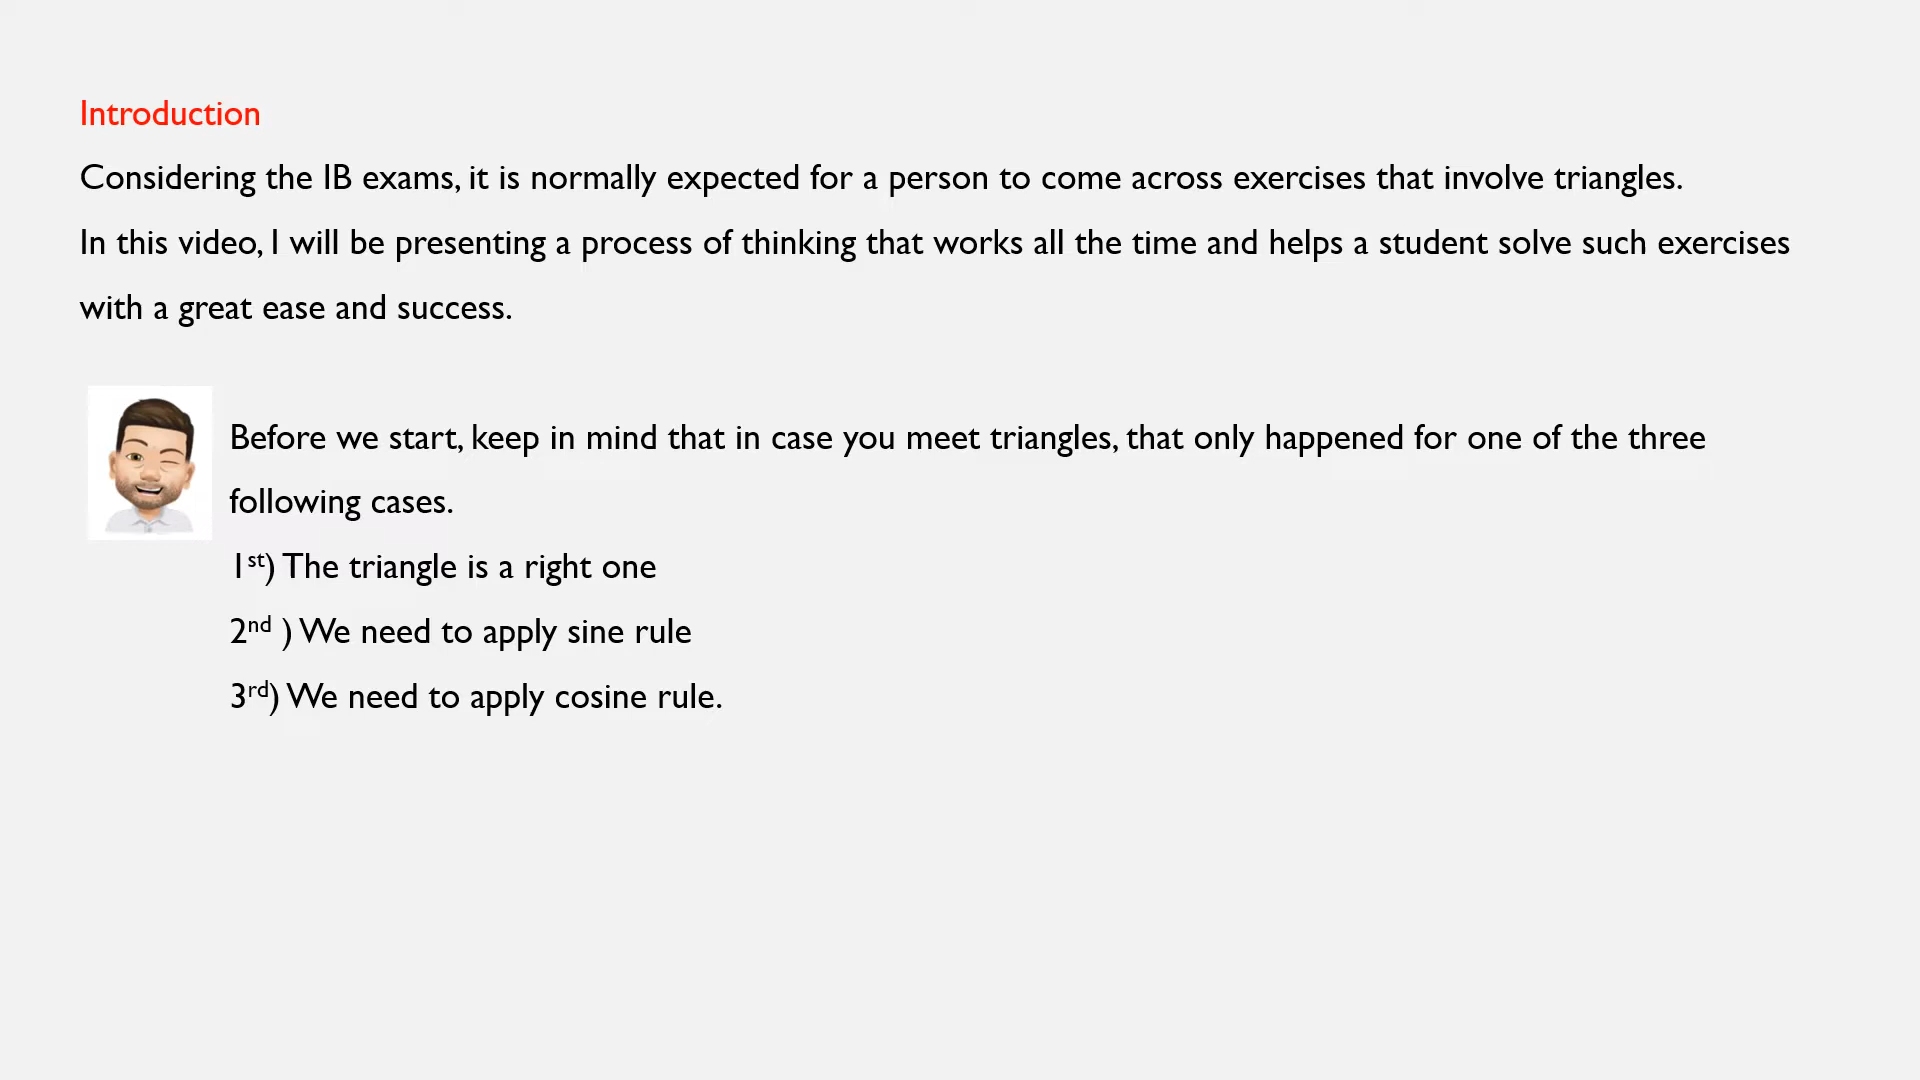 Introduction
Considering the IB exams, it is normally expected for a person to come across exercises that involve triangles.
In this video, I will be presenting a process of thinking that works all the time and helps a student solve such exercises
with a great ease and success.
Before we start, keep in mind that in case you meet triangles, that only happened for one of the three
following cases.
1st) The triangle is a right one
2nd ) We need to apply sine rule
3rd) We need to apply cosine rule.